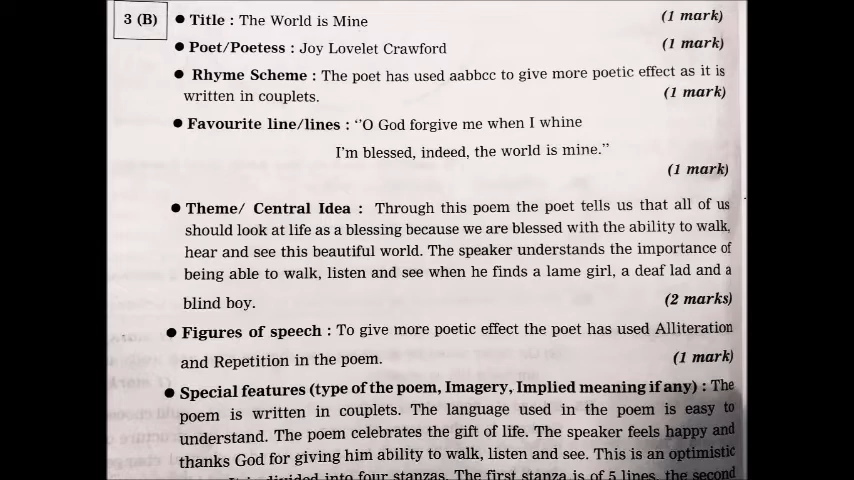 3 (B)
● Title : The World is Mine (1 mark)
● Poet/Poetess : Joy Lovelet Crawford (1 mark)
● Rhyme Scheme : The poet has used aabbcc to give more poetic effect as it is
written in couplets. (1 mark)
● Favourite line/lines : "O God forgive me when I whine
I'm blessed, indeed, the world is mine."
(1 mark)
● Theme/ Central Idea : Through this poem the poet tells us that all of us
should look at life as a blessing because we are blessed with the ability to walk,
hear and see this beautiful world. The speaker understands the importance of
being able to walk, listen and see when he finds a lame girl, a deaf lad and a
blind boy. (2 marks)
● Figures of speech : To give more poetic effect the poet has used Alliteration
and Repetition in the poem. (1 mark)
● Special features (type of the poem, Imagery, Implied meaning if any) : The
poem is written in couplets. The language used in the poem is easy to
understand. The poem celebrates the gift of life. The speaker feels happy and
thanks God for giving him ability to walk, listen and see. This is an optimistic
It is divided into four stanzas. The first stanza is of 5 lines, the second